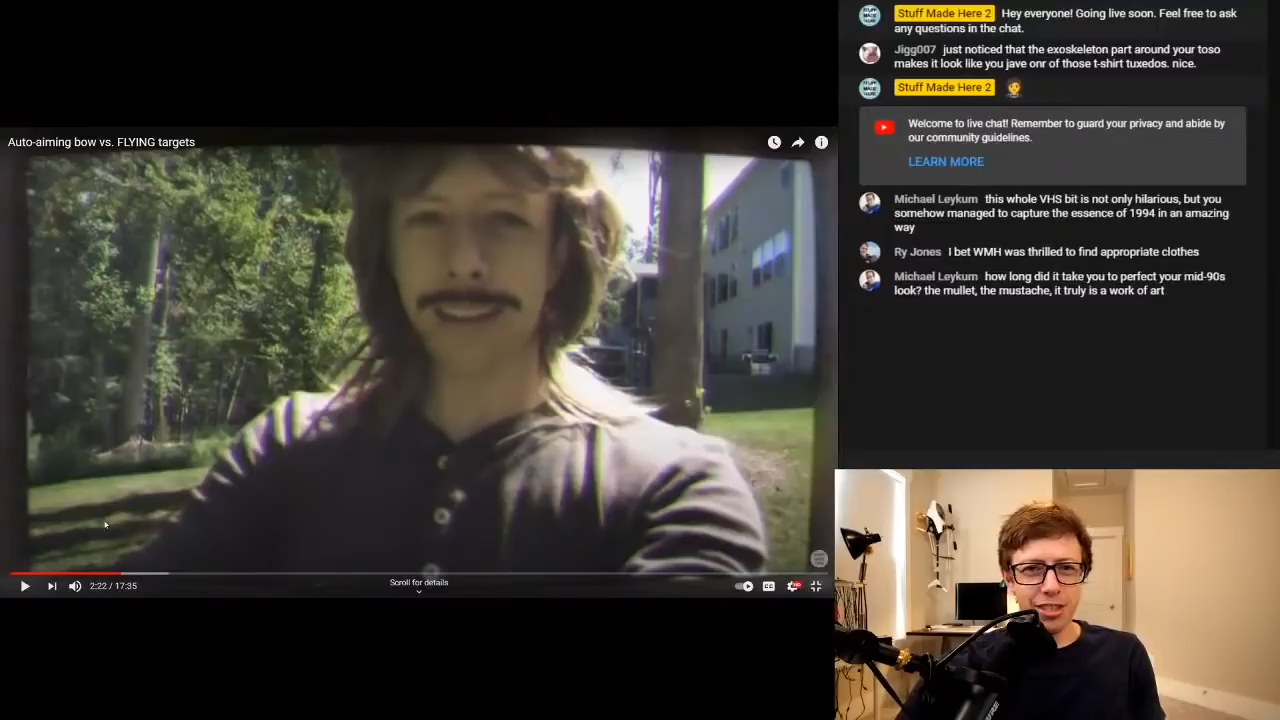 Auto-aiming bow vs. FLYING targets
2:22 / 17:35
Scroll for details
CC
HD
Stuff Made Here 2 Hey everyone! Going live soon. Feel free to ask
any questions in the chat.
Jigg007 just noticed that the exoskeleton part around your toso
makes it look like you jave onr of those t-shirt tuxedos. nice.
Stuff Made Here 2
Welcome to live chat! Remember to guard your privacy and abide by
our community guidelines.
LEARN MORE
Michael Leykum this whole VHS bit is not only hilarious, but you
somehow managed to capture the essence of 1994 in an amazing
way
Ry Jones I bet WMH was thrilled to find appropriate clothes
Michael Leykum how long did it take you to perfect your mid-90s
look? the mullet, the mustache, it truly is a work of art